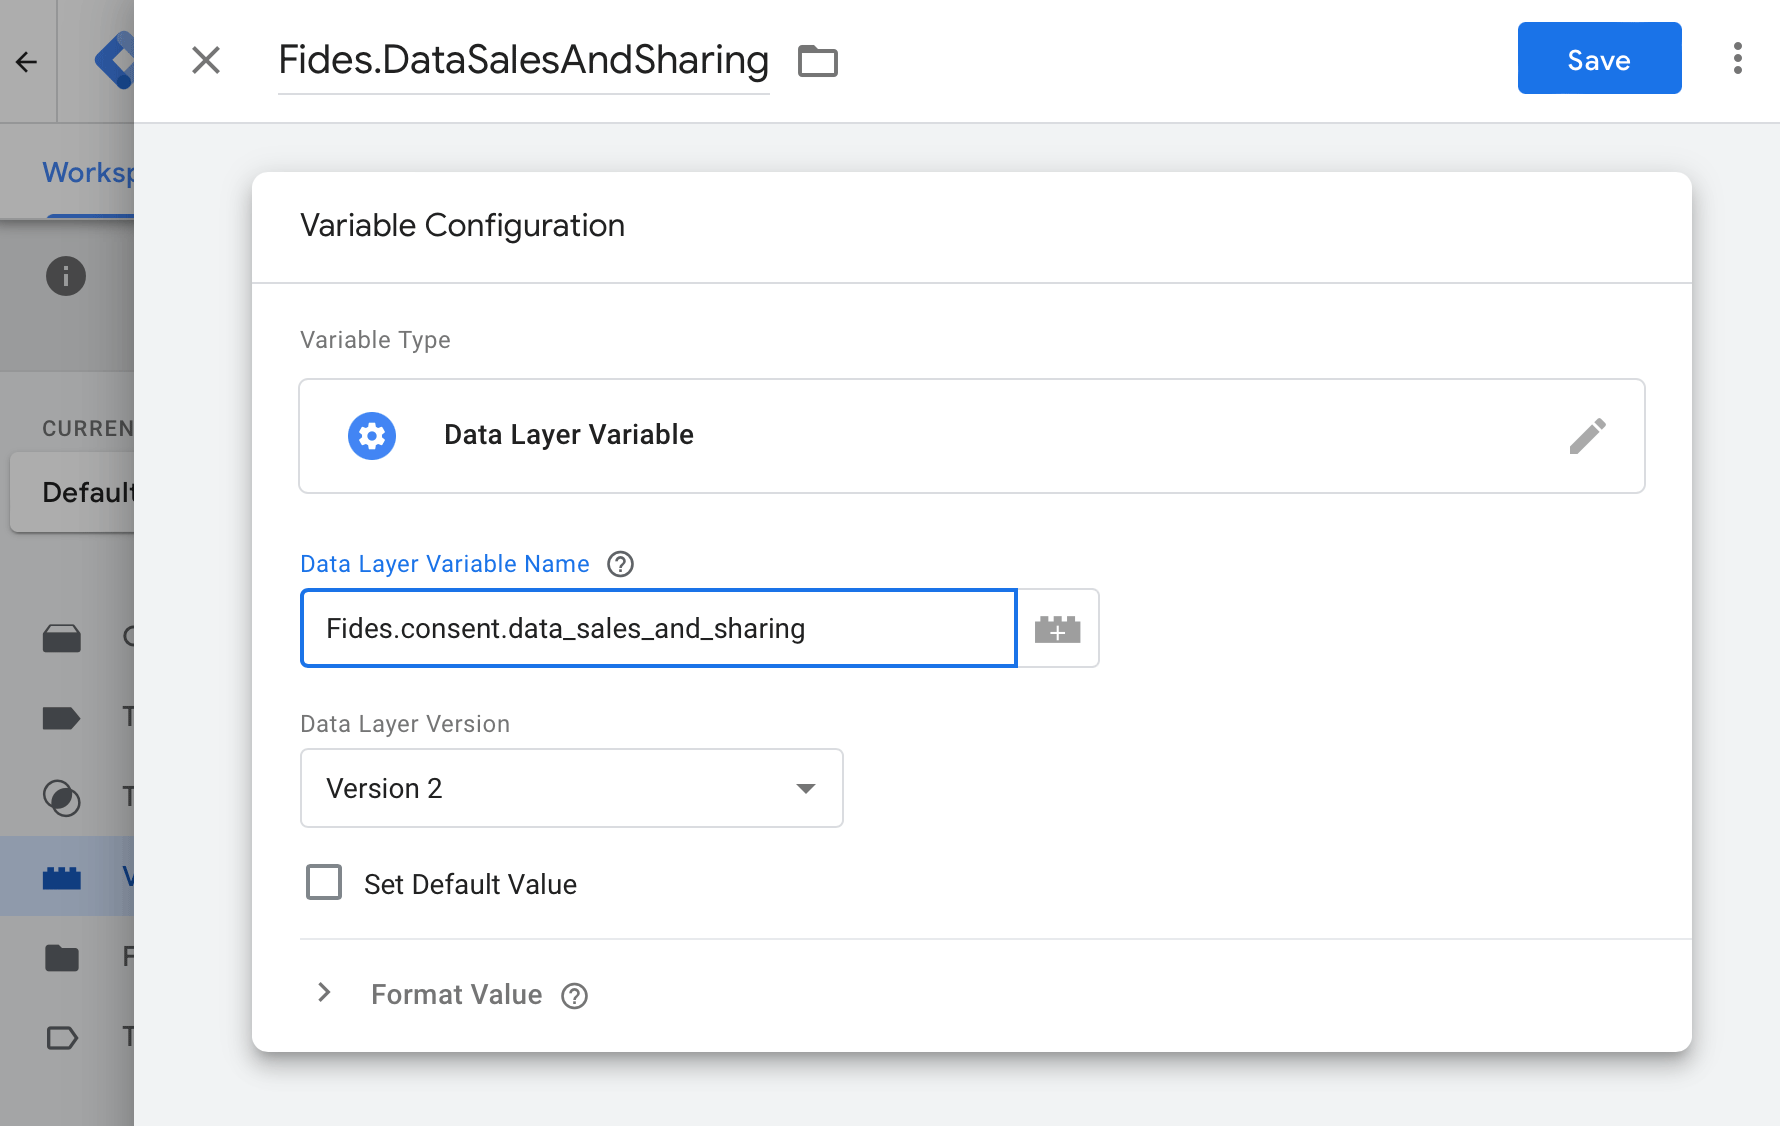 Fides.DataSalesAndSharing
Save
Worksp
Variable Configuration
Variable Type
CURREN
Data Layer Variable
Default
Data Layer Variable Name
Fides.consent.data_sales_and_sharing
Data Layer Version
T
Version 2
T
V
Set Default Value
F
Format Value
T